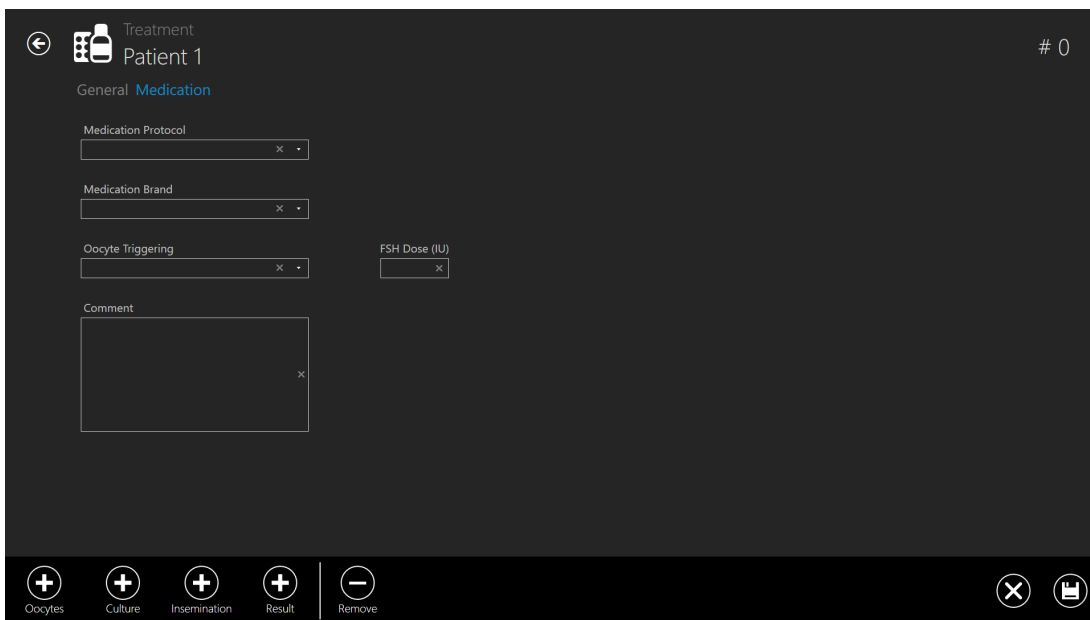 Treatment
Patient 1
# 0
General Medication
Medication Protocol
Medication Brand
Oocyte Triggering
FSH Dose (IU)
Comment
Oocytes
Culture
Insemination
Result
Remove